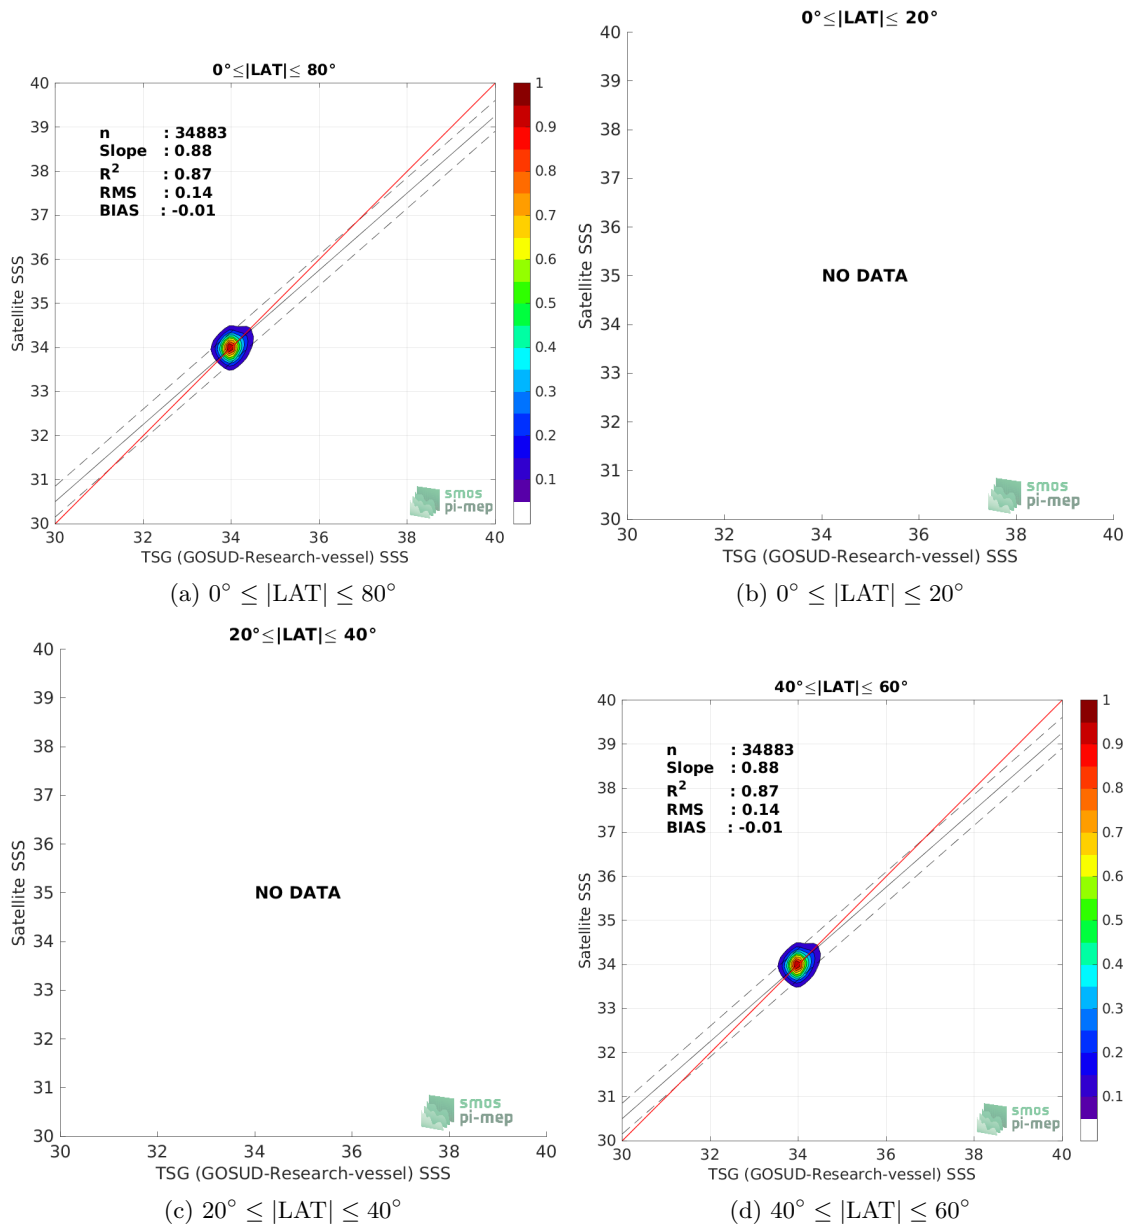 0°≤|LAT|≤ 80°
40
39
38
37
36
35
34
33
32
31
30
Satellite SSS
n : 34883
Slope : 0.88
R² : 0.87
RMS : 0.14
BIAS : -0.01
smos
pi-mep
30 32 34 36 38 40
TSG (GOSUD-Research-vessel) SSS
1
0.9
0.8
0.7
0.6
0.5
0.4
0.3
0.2
0.1
(a) 0° ≤ |LAT| ≤ 80°
0°≤|LAT|≤ 20°
40
39
38
37
36
35
34
33
32
31
30
Satellite SSS
NO DATA
smos
pi-mep
30 32 34 36 38 40
TSG (GOSUD-Research-vessel) SSS
(b) 0° ≤ |LAT| ≤ 20°
20°≤|LAT|≤ 40°
40
39
38
37
36
35
34
33
32
31
30
Satellite SSS
NO DATA
smos
pi-mep
30 32 34 36 38 40
TSG (GOSUD-Research-vessel) SSS
(c) 20° ≤ |LAT| ≤ 40°
40°≤|LAT|≤ 60°
40
39
38
37
36
35
34
33
32
31
30
Satellite SSS
n : 34883
Slope : 0.88
R² : 0.87
RMS : 0.14
BIAS : -0.01
smos
pi-mep
30 32 34 36 38 40
TSG (GOSUD-Research-vessel) SSS
1
0.9
0.8
0.7
0.6
0.5
0.4
0.3
0.2
0.1
(d) 40° ≤ |LAT| ≤ 60°